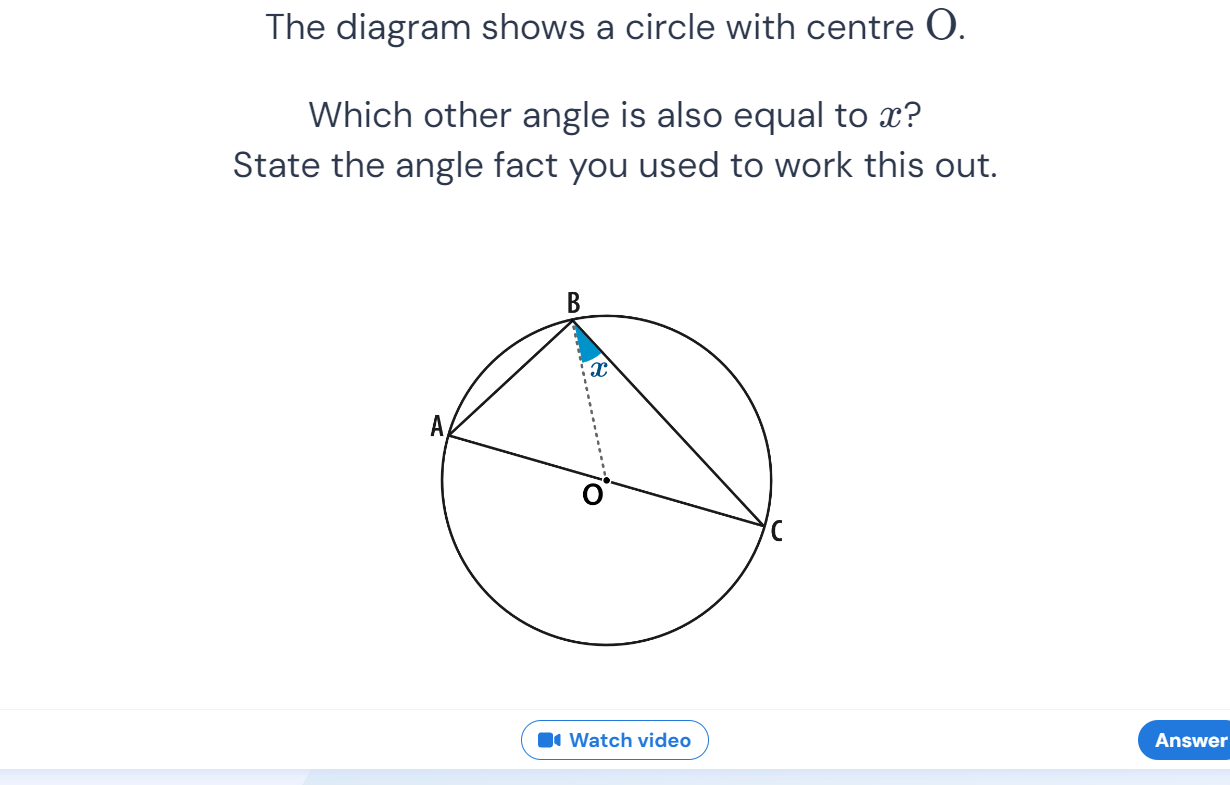 The diagram shows a circle with centre O.
Which other angle is also equal to x?
State the angle fact you used to work this out.
B
x
A
O
C
Watch video
Answer